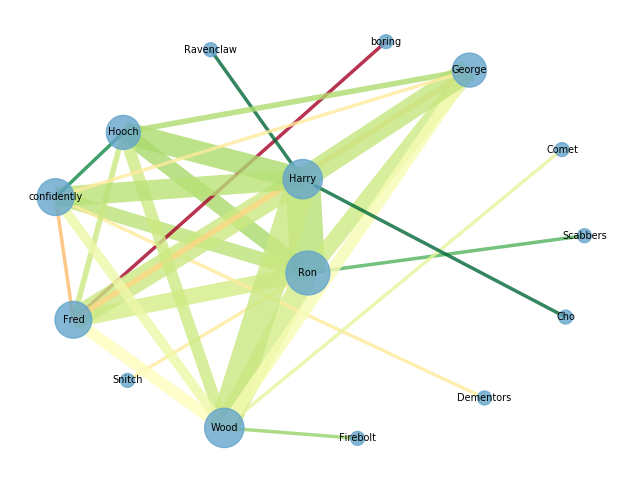 boring
Ravenclaw
George
Hooch
Comet
Harry
confidently
Scabbers
Ron
Cho
Fred
Snitch
Dementors
Wood
Firebolt